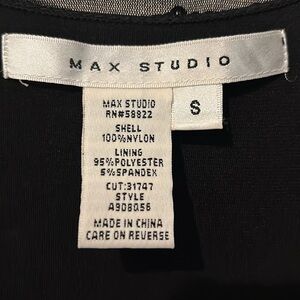 MAX STUDIO
S
MAX STUDIO
RN#58822
SHELL
100%NYLON
LINING
95%POLYESTER
5%SPANDEX
CUT:31747
STYLE
A908056
MADE IN CHINA
CARE ON REVERSE